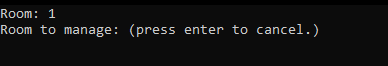 Room: 1
Room to manage: (press enter to cancel.)